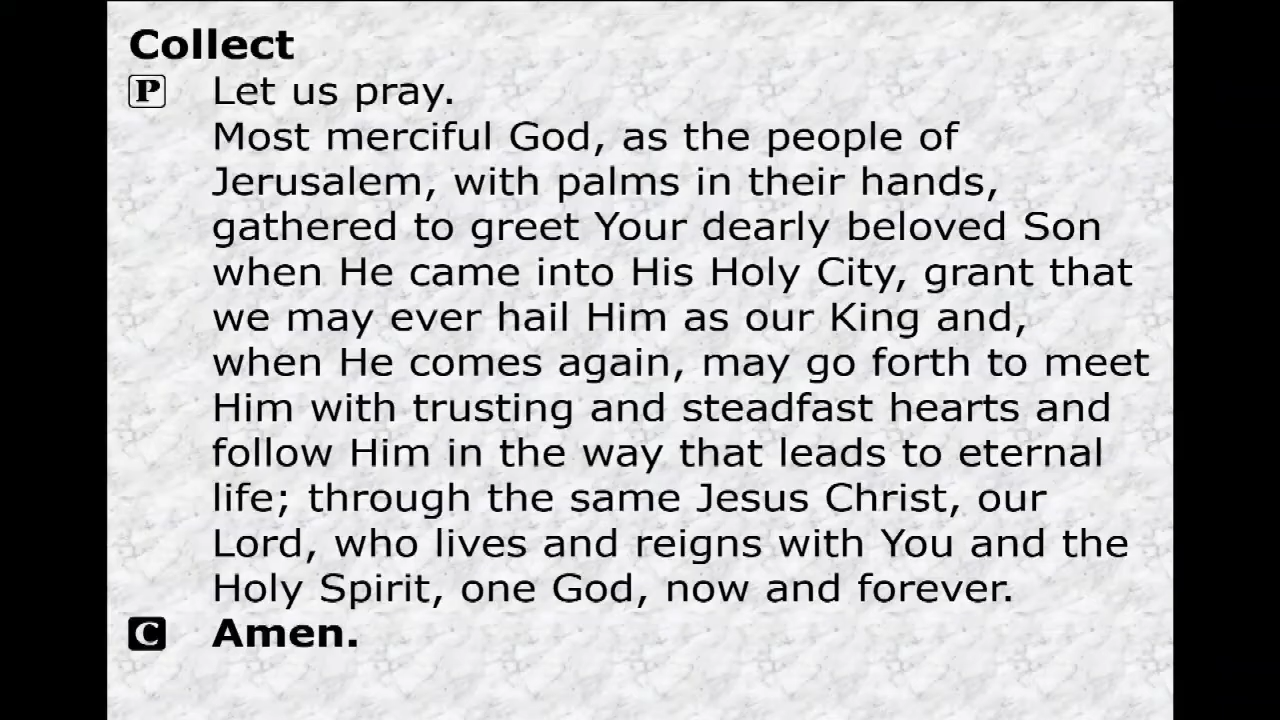 Collect
P Let us pray.
Most merciful God, as the people of
Jerusalem, with palms in their hands,
gathered to greet Your dearly beloved Son
when He came into His Holy City, grant that
we may ever hail Him as our King and,
when He comes again, may go forth to meet
Him with trusting and steadfast hearts and
follow Him in the way that leads to eternal
life; through the same Jesus Christ, our
Lord, who lives and reigns with You and the
Holy Spirit, one God, now and forever.
C Amen.